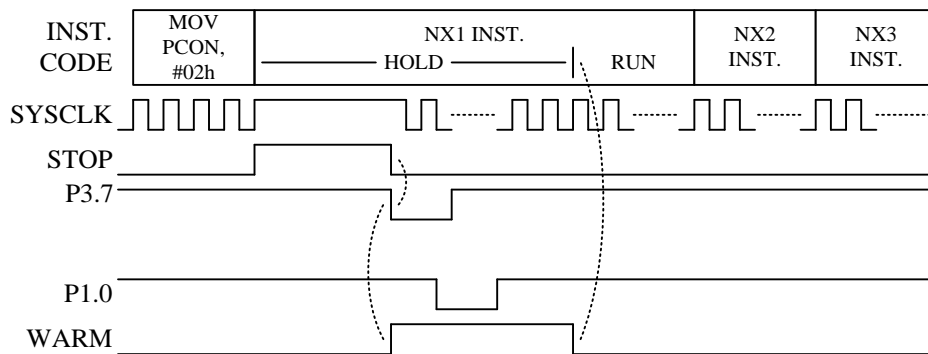 INST. CODE
MOV PCON, #02h
NX1 INST.
HOLD
RUN
NX2 INST.
NX3 INST.
SYSCLK
STOP
P3.7
P1.0
WARM